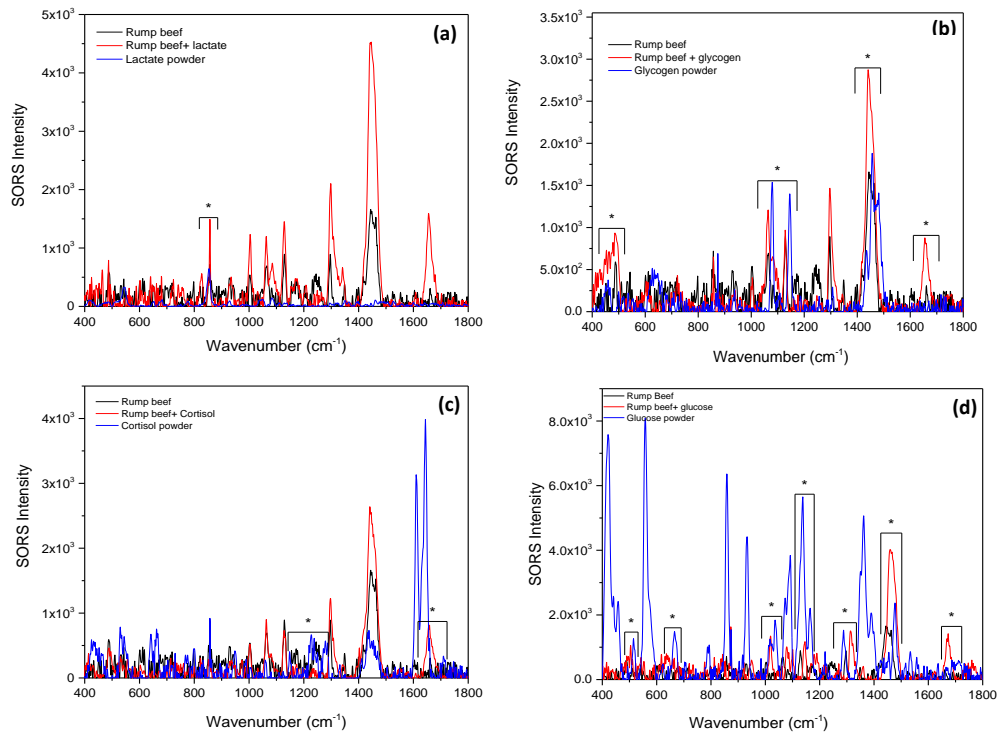 (a)
Rump beef
Rump beef+ lactate
Lactate powder
*
SORS Intensity
5x10³
4x10³
3x10³
2x10³
1x10³
0
400 600 800 1000 1200 1400 1600 1800
Wavenumber (cm⁻¹)
(b)
Rump beef
Rump beef + glycogen
Glycogen powder
* * * *
SORS Intensity
3.5x10³
3.0x10³
2.5x10³
2.0x10³
1.5x10³
1.0x10³
5.0x10²
0.0
400 600 800 1000 1200 1400 1600 1800
Wavenumber (cm⁻¹)
(c)
Rump beef
Rump beef+ Cortisol
Cortisol powder
* *
SORS Intensity
4x10³
3x10³
2x10³
1x10³
0
400 600 800 1000 1200 1400 1600 1800
Wavenumber (cm⁻¹)
(d)
Rump Beef
Rump beef+ glucose
Glucose powder
* * * * * * *
SORS Intensity
8.0x10³
6.0x10³
4.0x10³
2.0x10³
0.0
400 600 800 1000 1200 1400 1600 1800
Wavenumber (cm⁻¹)